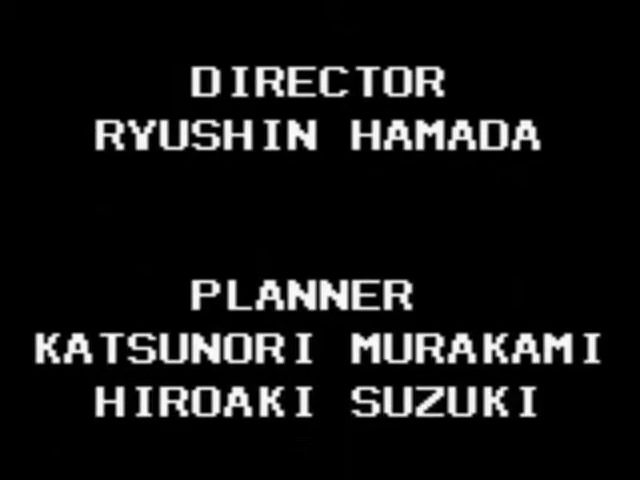 DIRECTOR
RYUSHIN HAMADA
PLANNER
KATSUNORI MURAKAMI
HIROAKI SUZUKI